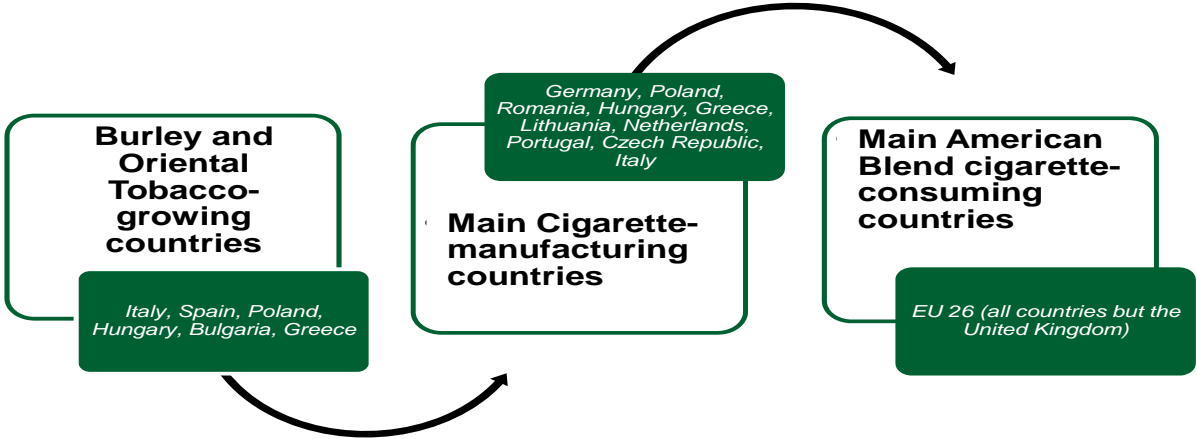 Burley and
Oriental
Tobacco-
growing
countries
Italy, Spain, Poland,
Hungary, Bulgaria, Greece
Germany, Poland,
Romania, Hungary, Greece,
Lithuania, Netherlands,
Portugal, Czech Republic,
Italy
Main Cigarette-
manufacturing
countries
Main American
Blend cigarette-
consuming
countries
EU 26 (all countries but the
United Kingdom)